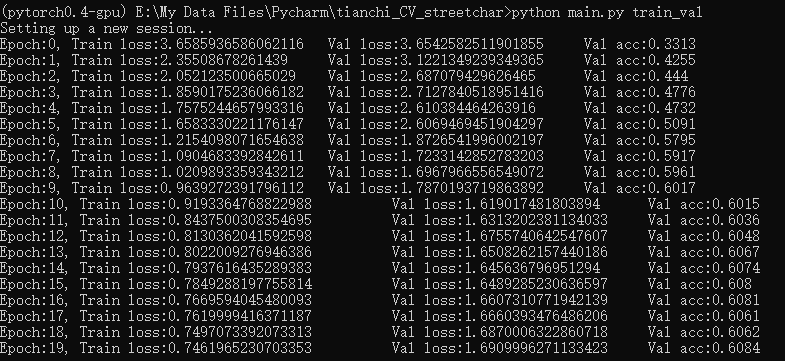 (pytorch0.4-gpu) E:\My Data Files\Pycharm\tianchi_CV_streetchar>python main.py train_val
Setting up a new session...
Epoch:0, Train loss:3.6585936586062116 Val loss:3.6542582511901855 Val acc:0.3313
Epoch:1, Train loss:2.35508678261439 Val loss:3.1221349239349365 Val acc:0.4255
Epoch:2, Train loss:2.052123500665029 Val loss:2.687079429626465 Val acc:0.444
Epoch:3, Train loss:1.8590175236066182 Val loss:2.7127840518951416 Val acc:0.4776
Epoch:4, Train loss:1.7575244657993316 Val loss:2.610384464263916 Val acc:0.4732
Epoch:5, Train loss:1.6583330221176147 Val loss:2.6069469451904297 Val acc:0.5091
Epoch:6, Train loss:1.2154098071654638 Val loss:1.8726541996002197 Val acc:0.5795
Epoch:7, Train loss:1.0904683392842611 Val loss:1.7233142852783203 Val acc:0.5917
Epoch:8, Train loss:1.0209893359343212 Val loss:1.6967966556549072 Val acc:0.5961
Epoch:9, Train loss:0.9639272391796112 Val loss:1.7870193719863892 Val acc:0.6017
Epoch:10, Train loss:0.9193364768822988 Val loss:1.619017481803894 Val acc:0.6015
Epoch:11, Train loss:0.8437500308354695 Val loss:1.6313202381134033 Val acc:0.6036
Epoch:12, Train loss:0.8130362041592598 Val loss:1.6755740642547607 Val acc:0.6048
Epoch:13, Train loss:0.8022009276946386 Val loss:1.6508262157440186 Val acc:0.6067
Epoch:14, Train loss:0.79376164352893​83 Val loss:1.645636796951294 Val acc:0.6074
Epoch:15, Train loss:0.7849288197755814 Val loss:1.6489285230636597 Val acc:0.608
Epoch:16, Train loss:0.7669594045480093 Val loss:1.6607310771942139 Val acc:0.6081
Epoch:17, Train loss:0.7619999416371187 Val loss:1.6660393476486206 Val acc:0.6061
Epoch:18, Train loss:0.7497073392073313 Val loss:1.6870006322860718 Val acc:0.6062
Epoch:19, Train loss:0.7461965230703353 Val loss:1.6909996271133423 Val acc:0.6084